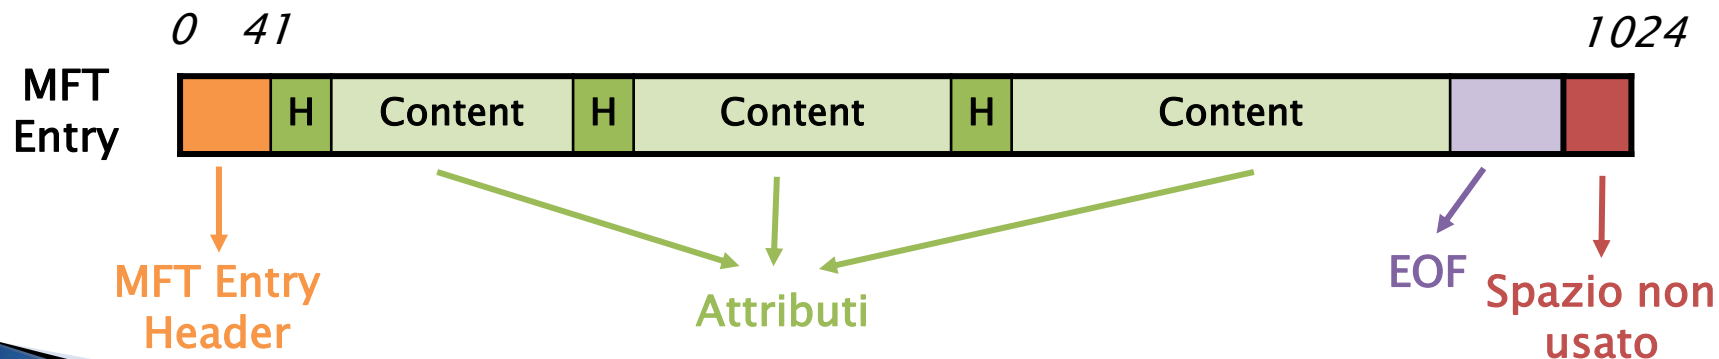 0 41 1024
MFT
Entry
H Content H Content H Content
MFT Entry
Header
Attributi
EOF
Spazio non
usato